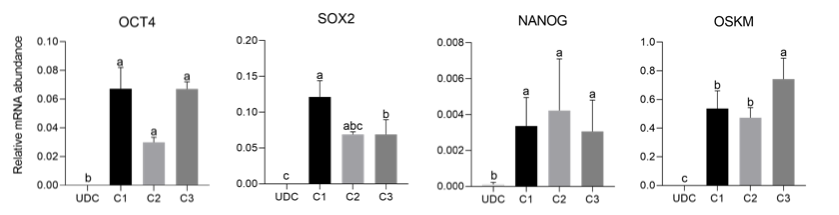 OCT4
Relative mRNA abundance
0.10
0.08
0.06
0.04
0.02
0.00
b
a
a
a
UDC C1 C2 C3
SOX2
0.20
0.15
0.10
0.05
0.00
c
a
abc
b
UDC C1 C2 C3
NANOG
0.008
0.006
0.004
0.002
0.000
b
a
a
a
UDC C1 C2 C3
OSKM
1.0
0.8
0.6
0.4
0.2
0.0
c
b
b
a
UDC C1 C2 C3